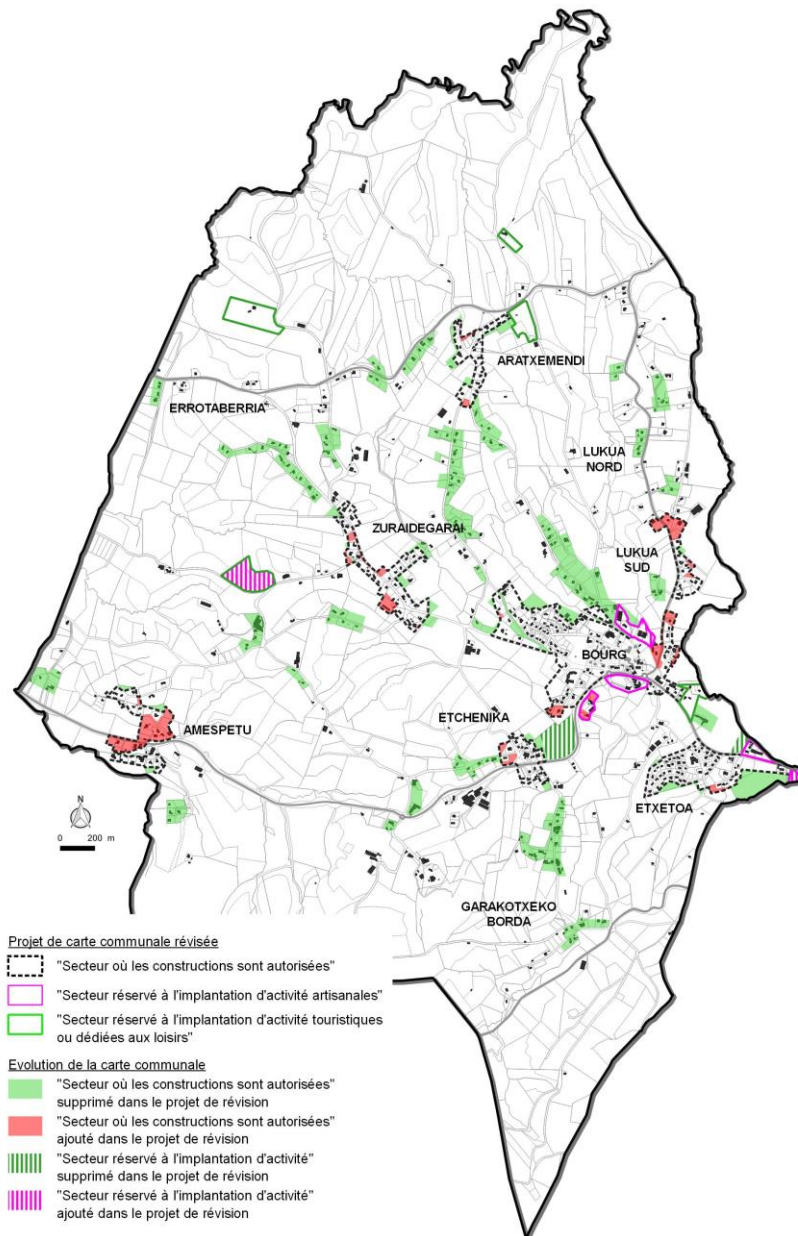 ARATXEMENDI
ERROTABERRIA
LUKUA
NORD
ZURAIDEGARAI
LUKUA
SUD
BOURG
AMESPETU
ETCHENIKA
ETXETOA
N
0 200 m
GARAKOTXEKO
BORDA
Projet de carte communale révisée
"Secteur où les constructions sont autorisées"
"Secteur réservé à l'implantation d'activité artisanales"
"Secteur réservé à l'implantation d'activité touristiques
ou dédiées aux loisirs"
Evolution de la carte communale
"Secteur où les constructions sont autorisées"
supprimé dans le projet de révision
"Secteur où les constructions sont autorisées"
ajouté dans le projet de révision
"Secteur réservé à l'implantation d'activité"
supprimé dans le projet de révision
"Secteur réservé à l'implantation d'activité"
ajouté dans le projet de révision